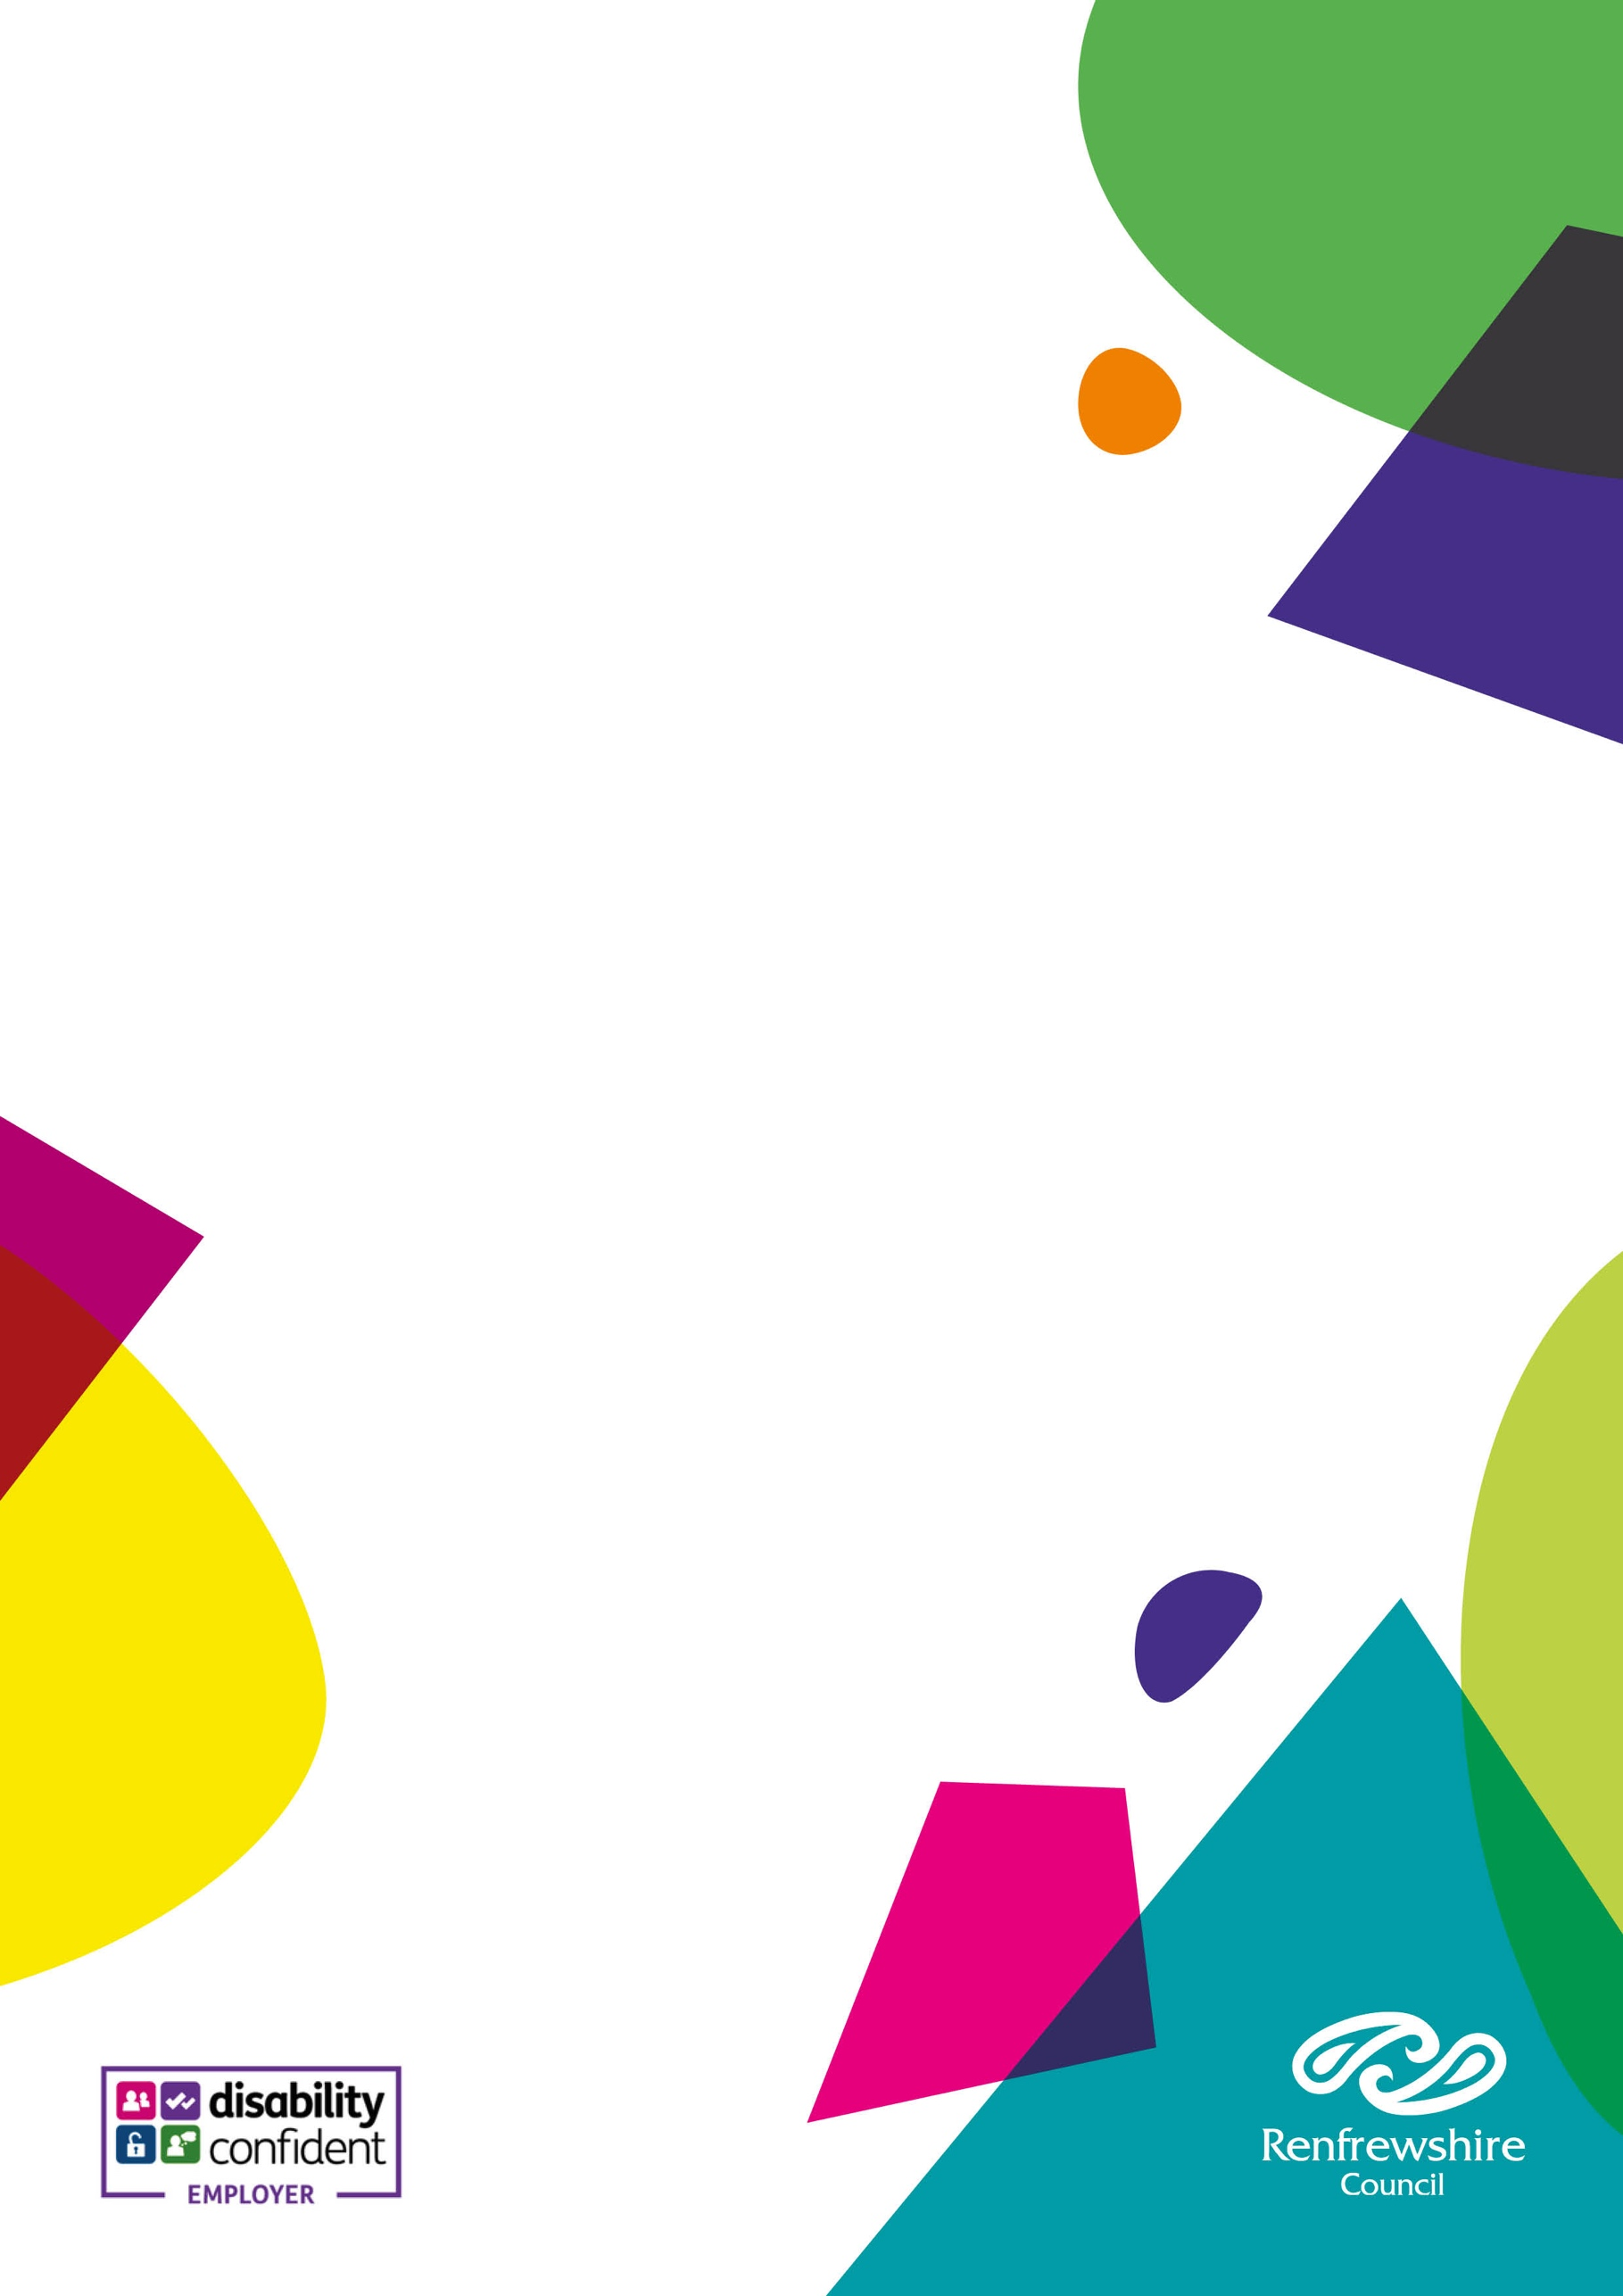 disability
confident
EMPLOYER
Renfrewshire
Council